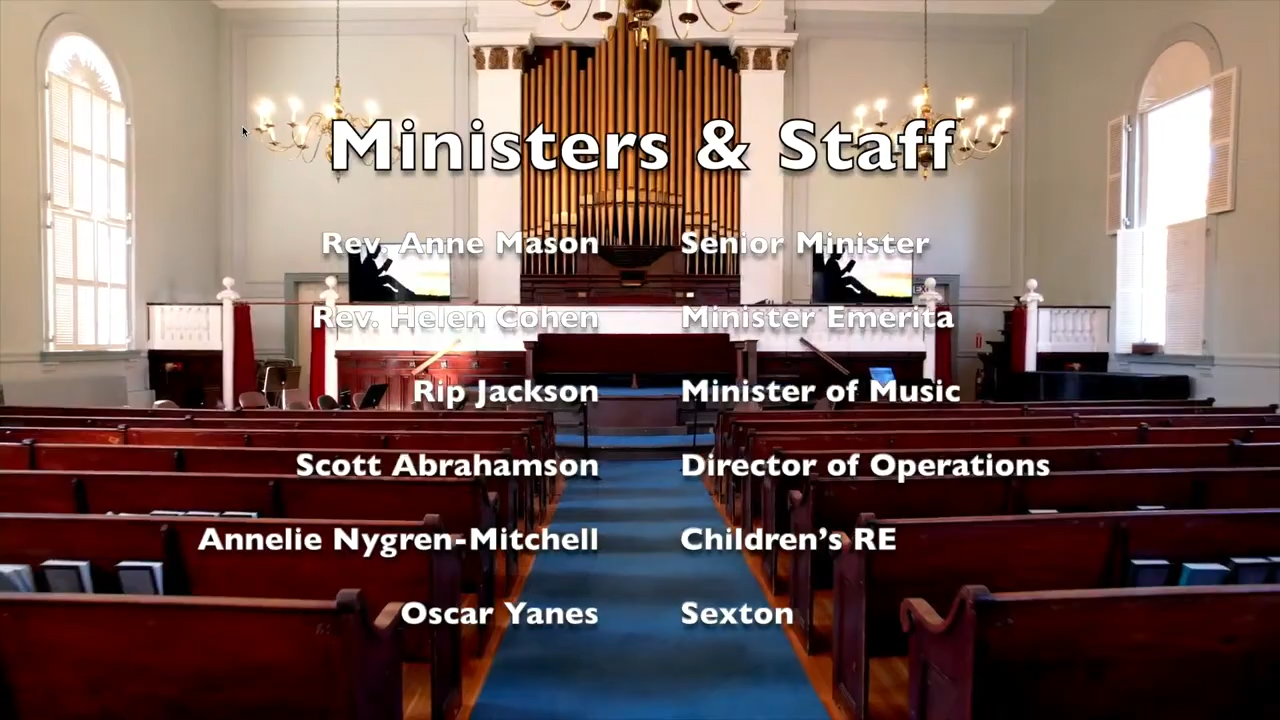 Ministers & Staff
Rev. Anne Mason Senior Minister
Rev. Helen Cohen Minister Emerita
Rip Jackson Minister of Music
Scott Abrahamson Director of Operations
Annelie Nygren-Mitchell Children's RE
Oscar Yanes Sexton